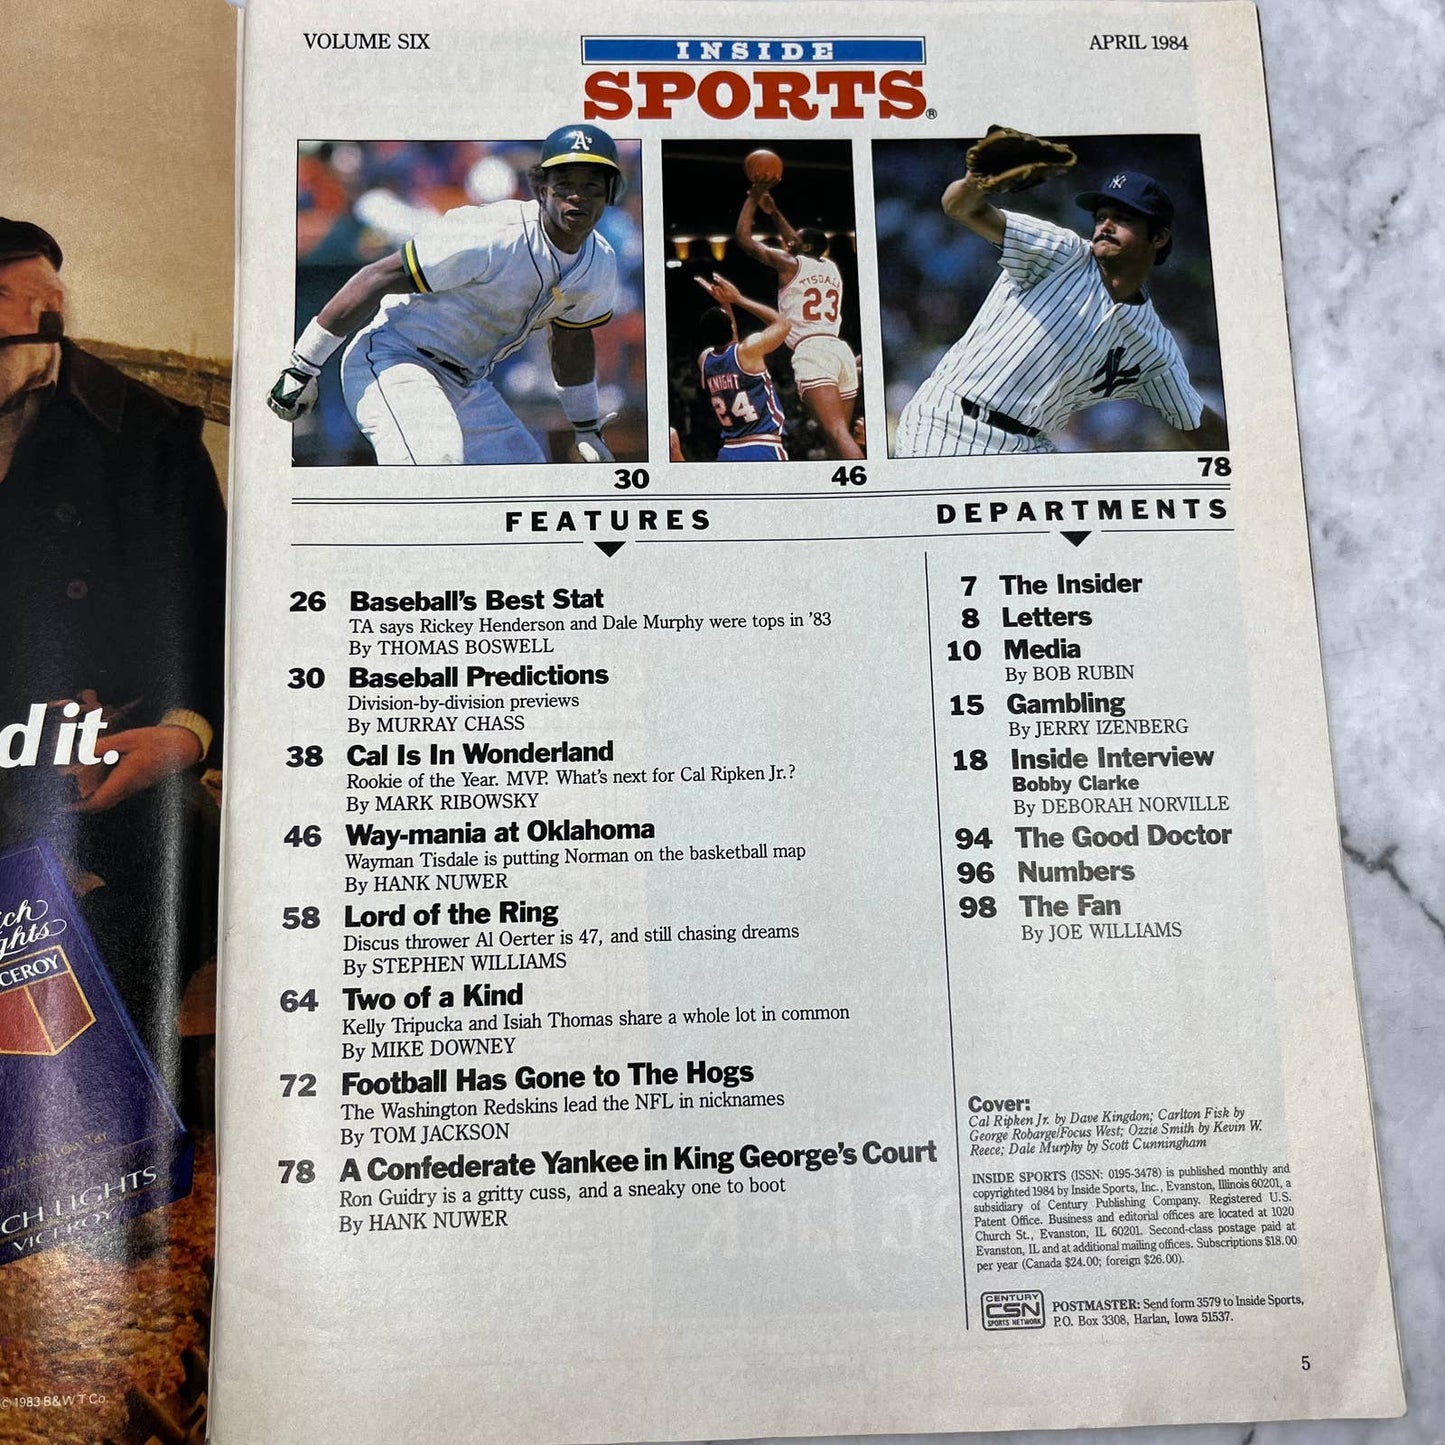 VOLUME SIX
INSIDE
SPORTS®
APRIL 1984
A's
TISDALE
23
KNIGHT
24
NY
30
46
78
FEATURES
26 Baseball's Best Stat
TA says Rickey Henderson and Dale Murphy were tops in '83
By THOMAS BOSWELL
30 Baseball Predictions
Division-by-division previews
By MURRAY CHASS
38 Cal Is In Wonderland
Rookie of the Year. MVP. What's next for Cal Ripken Jr.?
By MARK RIBOWSKY
46 Way-mania at Oklahoma
Wayman Tisdale is putting Norman on the basketball map
By HANK NUWER
58 Lord of the Ring
Discus thrower Al Oerter is 47, and still chasing dreams
By STEPHEN WILLIAMS
64 Two of a Kind
Kelly Tripucka and Isiah Thomas share a whole lot in common
By MIKE DOWNEY
72 Football Has Gone to The Hogs
The Washington Redskins lead the NFL in nicknames
By TOM JACKSON
78 A Confederate Yankee in King George's Court
Ron Guidry is a gritty cuss, and a sneaky one to boot
By HANK NUWER
DEPARTMENTS
7 The Insider
8 Letters
10 Media
By BOB RUBIN
15 Gambling
By JERRY IZENBERG
18 Inside Interview
Bobby Clarke
By DEBORAH NORVILLE
94 The Good Doctor
96 Numbers
98 The Fan
By JOE WILLIAMS
Cover:
Cal Ripken Jr. by Dave Kingdon; Carlton Fisk by
George Robarge/Focus West; Ozzie Smith by Kevin W.
Reece; Dale Murphy by Scott Cunningham
INSIDE SPORTS (ISSN: 0195-3478) is published monthly and
copyrighted 1984 by Inside Sports, Inc., Evanston, Illinois 60201, a
subsidiary of Century Publishing Company. Registered U.S.
Patent Office. Business and editorial offices are located at 1020
Church St., Evanston, IL 60201. Second-class postage paid at
Evanston, IL and at additional mailing offices. Subscriptions $18.00
per year (Canada $24.00; foreign $26.00).
CENTURY
CSN
SPORTS NETWORK
POSTMASTER: Send form 3579 to Inside Sports,
P.O. Box 3308, Harlan, Iowa 51537.
5
d it.
ich
ghts
CEROY
CH LIGHTS
VICEROY
© 1983 B&W T Co.